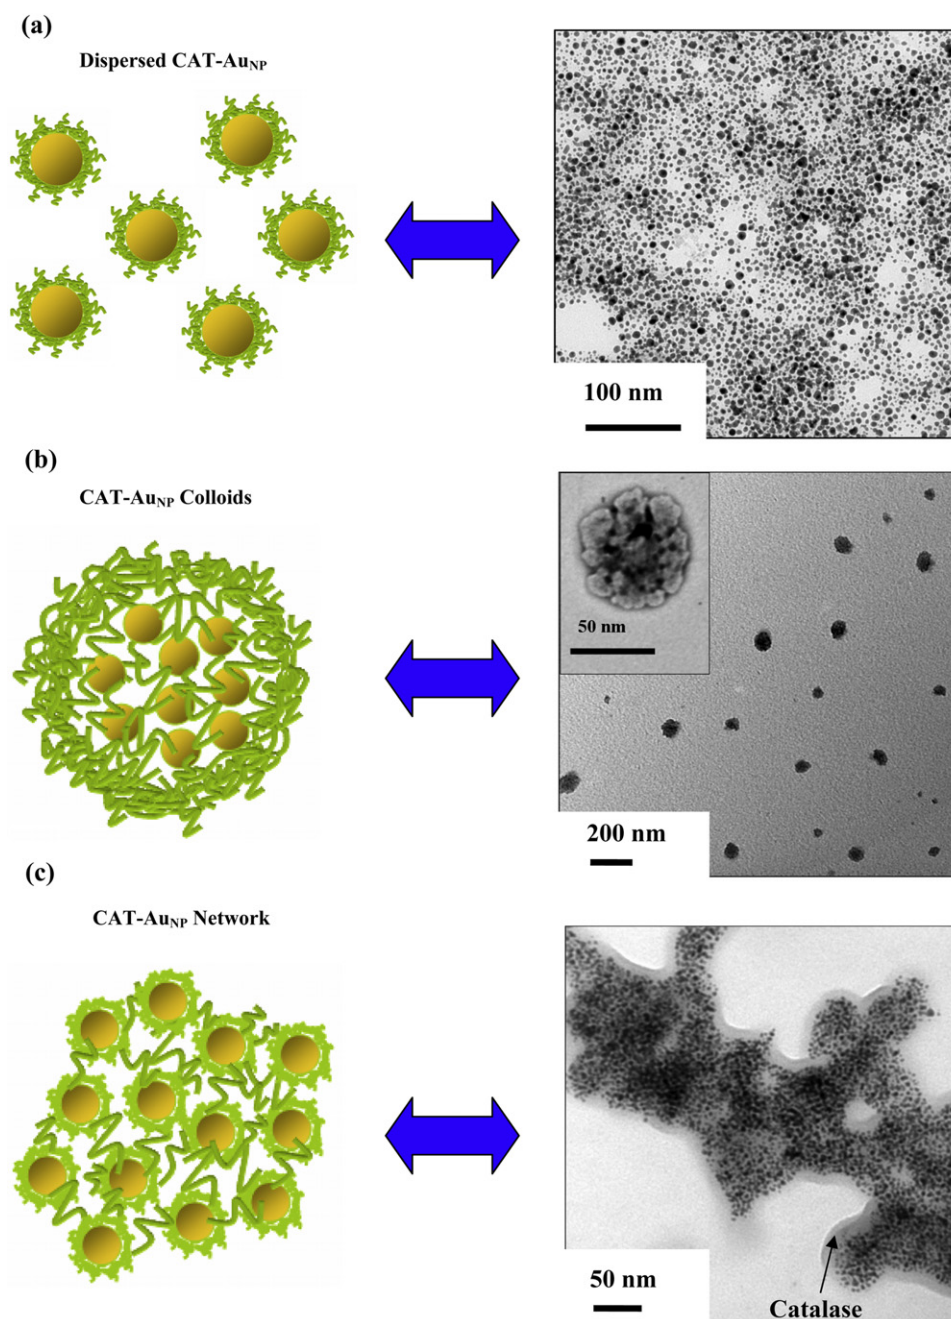 (a)
Dispersed CAT-AuNP
100 nm
(b)
CAT-AuNP Colloids
50 nm
200 nm
(c)
CAT-AuNP Network
50 nm
Catalase